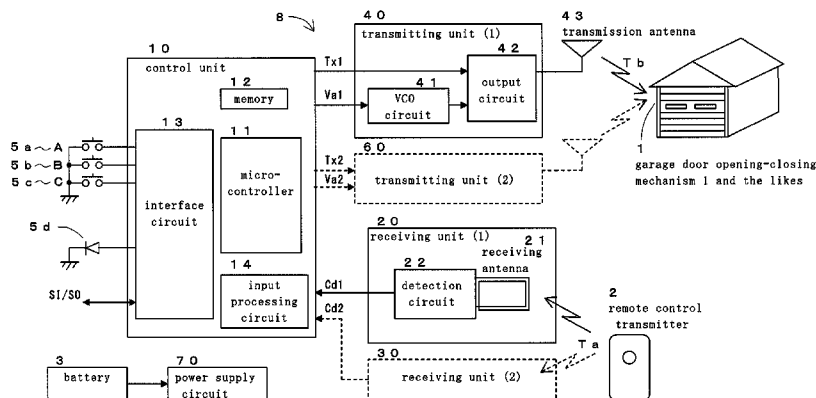 8
40
transmitting unit (1)
43
transmission antenna
10
control unit
Tx1
42
output
circuit
Tb
12
memory
Va1
41
VCO
circuit
13
11
5a~A
5b~B
5c~C
micro-
controller
interface
circuit
Tx2
Va2
60
transmitting unit (2)
1
garage door opening-closing
mechanism 1 and the likes
5d
20
receiving unit (1)
21
receiving
antenna
22
detection
circuit
14
input
processing
circuit
Cd1
Cd2
SI/SO
2
remote control
transmitter
Ta
3
battery
70
power supply
circuit
30
receiving unit (2)